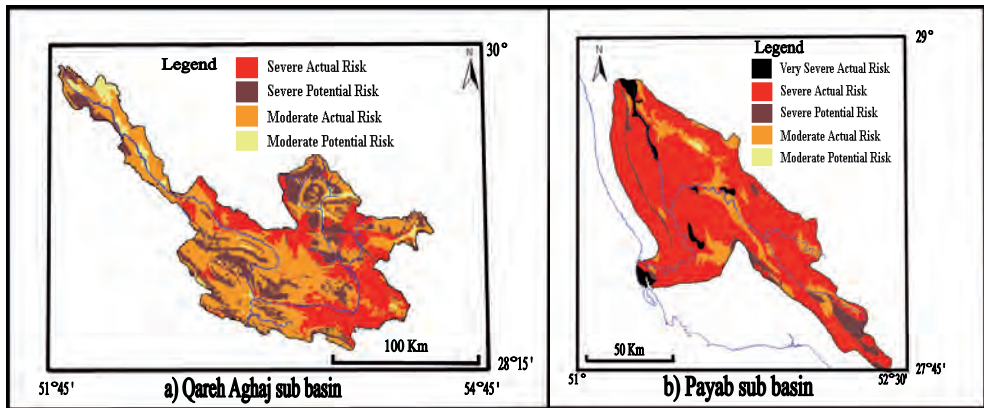 30°
N
Legend
Severe Actual Risk
Severe Potential Risk
Moderate Actual Risk
Moderate Potential Risk
100 Km
28°15'
51°45'
54°45'
a) Qareh Aghaj sub basin
29°
N
Legend
Very Severe Actual Risk
Severe Actual Risk
Severe Potential Risk
Moderate Actual Risk
Moderate Potential Risk
50 Km
27°45'
51°
52°30'
b) Payab sub basin